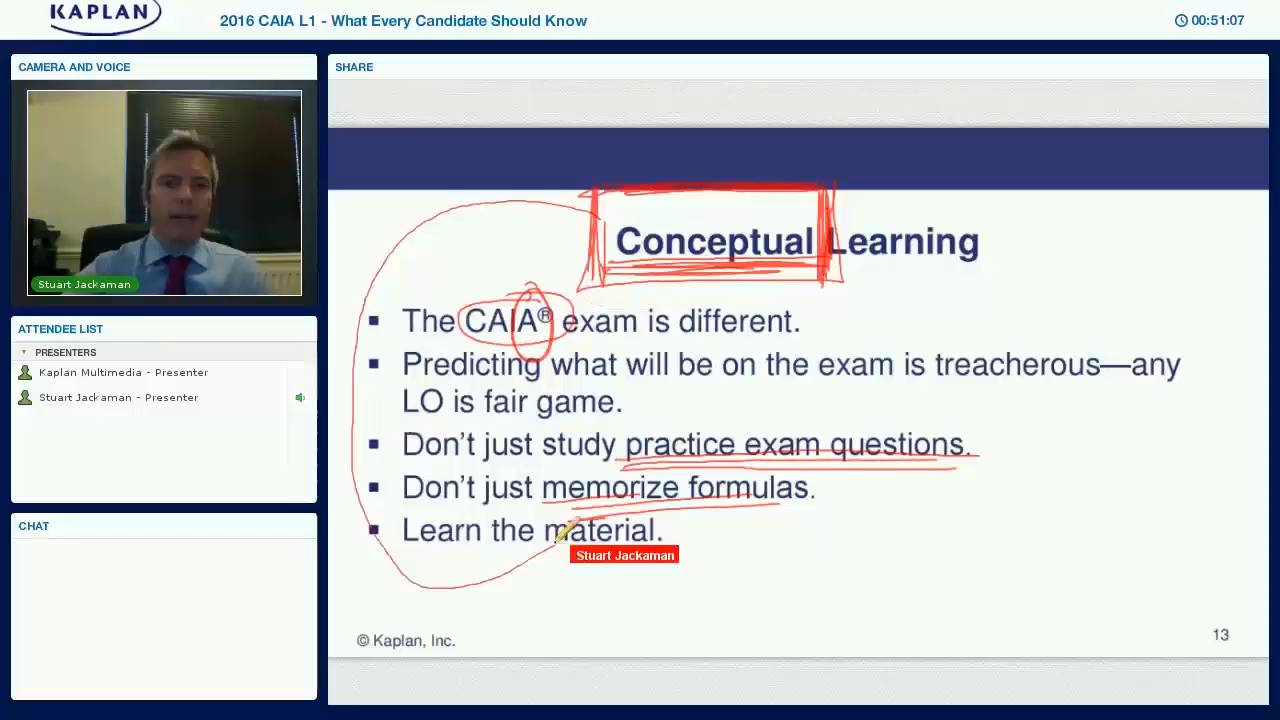 KAPLAN
2016 CAIA L1 - What Every Candidate Should Know
00:51:07
CAMERA AND VOICE
Stuart Jackaman
ATTENDEE LIST
PRESENTERS
Kaplan Multimedia - Presenter
Stuart Jackaman - Presenter
CHAT
SHARE
Conceptual Learning
▪ The CAIA® exam is different.
▪ Predicting what will be on the exam is treacherous—any
LO is fair game.
▪ Don't just study practice exam questions.
▪ Don't just memorize formulas.
▪ Learn the material.
Stuart Jackaman
© Kaplan, Inc.
13